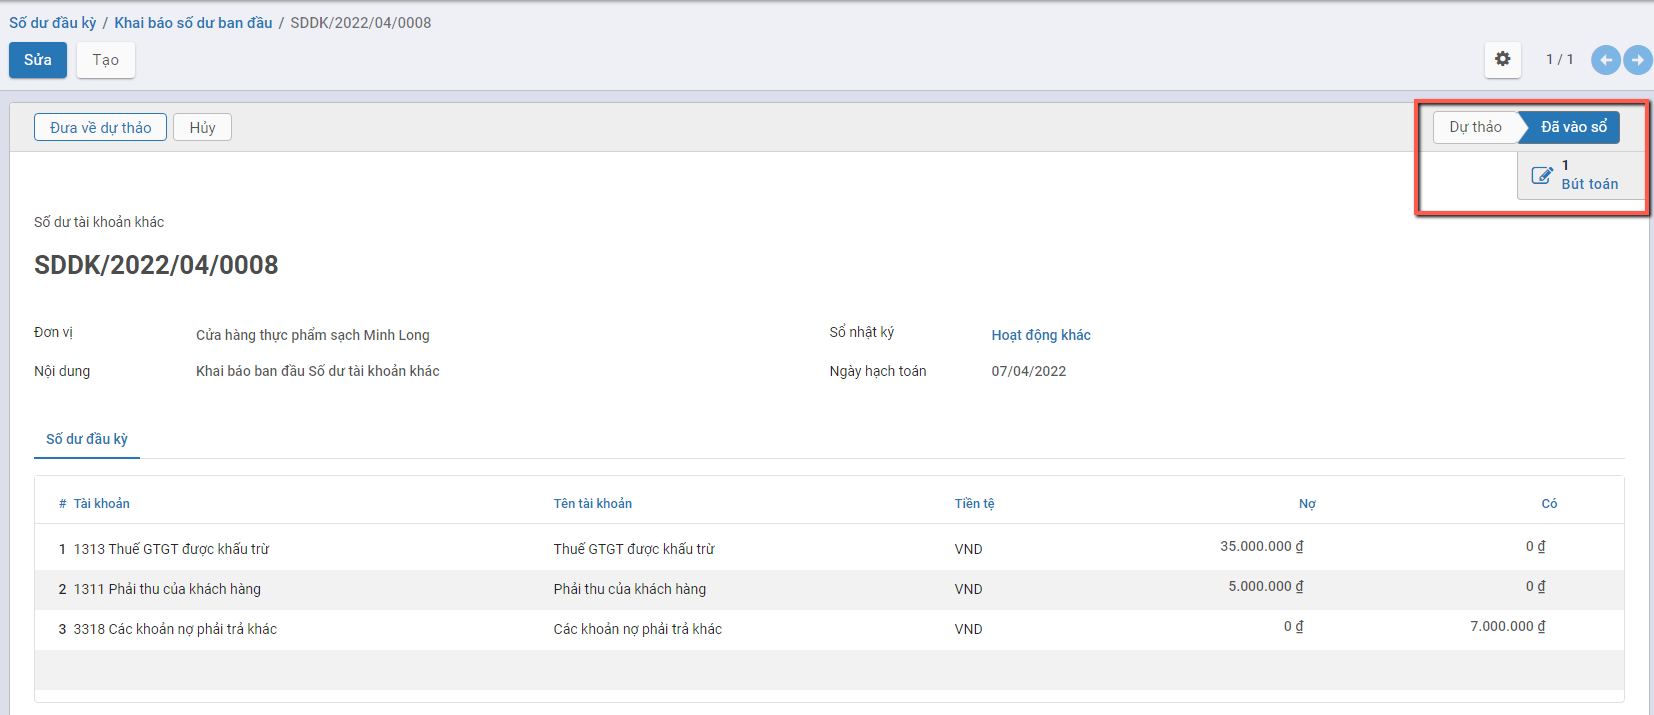 Số dư đầu kỳ / Khai báo số dư ban đầu / SDDK/2022/04/0008
Sửa Tạo 1 / 1
Đưa về dự thảo Hủy Dự thảo Đã vào sổ
1
Bút toán
Số dư tài khoản khác
SDDK/2022/04/0008
Đơn vị Cửa hàng thực phẩm sạch Minh Long Sổ nhật ký Hoạt động khác
Nội dung Khai báo ban đầu Số dư tài khoản khác Ngày hạch toán 07/04/2022
Số dư đầu kỳ
# Tài khoản Tên tài khoản Tiền tệ Nợ Có
1 1313 Thuế GTGT được khấu trừ Thuế GTGT được khấu trừ VND 35.000.000 ₫ 0 ₫
2 1311 Phải thu của khách hàng Phải thu của khách hàng VND 5.000.000 ₫ 0 ₫
3 3318 Các khoản nợ phải trả khác Các khoản nợ phải trả khác VND 0 ₫ 7.000.000 ₫